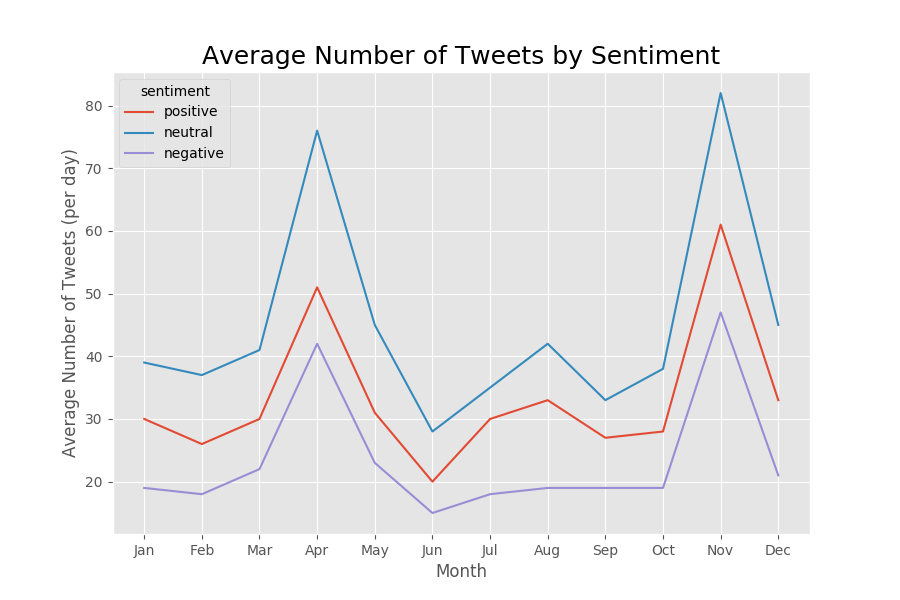 Average Number of Tweets by Sentiment
sentiment
positive
neutral
negative
Average Number of Tweets (per day)
80
70
60
50
40
30
20
Jan Feb Mar Apr May Jun Jul Aug Sep Oct Nov Dec
Month